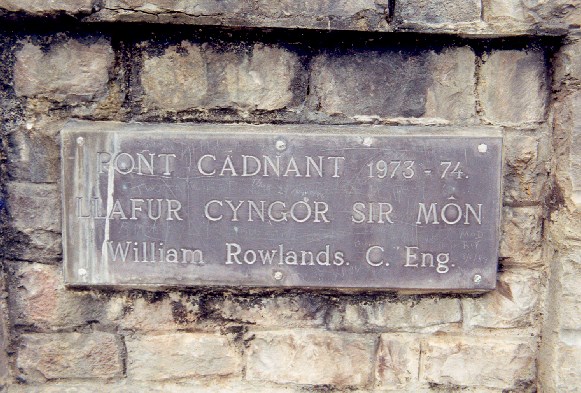 PONT CADNANT 1973 - 74.
LLAFUR CYNGOR SIR MÔN
William Rowlands. C. Eng.